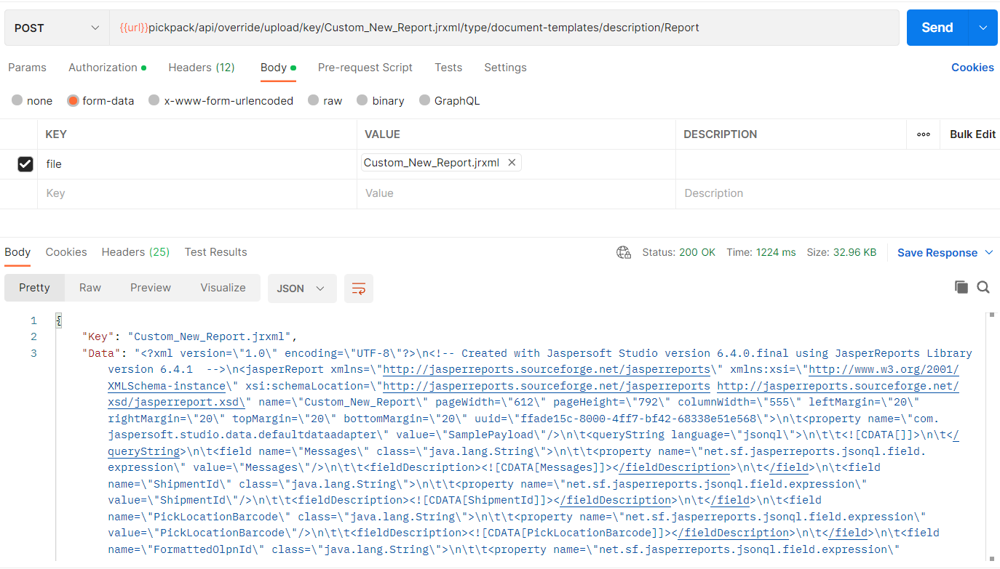 POST {{url}}pickpack/api/override/upload/key/Custom_New_Report.jrxml/type/document-templates/description/Report Send
Params Authorization Headers (12) Body Pre-request Script Tests Settings Cookies
none form-data x-www-form-urlencoded raw binary GraphQL
KEY VALUE DESCRIPTION ooo Bulk Edit
file Custom_New_Report.jrxml ✕
Key Value Description
Body Cookies Headers (25) Test Results Status: 200 OK Time: 1224 ms Size: 32.96 KB Save Response
Pretty Raw Preview Visualize JSON
1 {
2 "Key": "Custom_New_Report.jrxml",
3 "Data": "<?xml version=\"1.0\" encoding=\"UTF-8\"?>\n<!-- Created with Jaspersoft Studio version 6.4.0.final using JasperReports Library
version 6.4.1  -->\n<jasperReport xmlns=\"http://jasperreports.sourceforge.net/jasperreports\" xmlns:xsi=\"http://www.w3.org/2001/
XMLSchema-instance\" xsi:schemaLocation=\"http://jasperreports.sourceforge.net/jasperreports http://jasperreports.sourceforge.net/
xsd/jasperreport.xsd\" name=\"Custom_New_Report\" pageWidth=\"612\" pageHeight=\"792\" columnWidth=\"555\" leftMargin=\"20\"
rightMargin=\"20\" topMargin=\"20\" bottomMargin=\"20\" uuid=\"ffade15c-8000-4ff7-bf42-68338e51e568\">\n\t<property name=\"com.
jaspersoft.studio.data.defaultdataadapter\" value=\"SamplePayload\"/>\n\t<queryString language=\"jsonql\">\n\t\t<![CDATA[]]>\n\t</
queryString>\n\t<field name=\"Messages\" class=\"java.lang.String\">\n\t\t<property name=\"net.sf.jasperreports.jsonql.field.
expression\" value=\"Messages\"/>\n\t\t<fieldDescription><![CDATA[Messages]]></fieldDescription>\n\t</field>\n\t<field
name=\"ShipmentId\" class=\"java.lang.String\">\n\t\t<property name=\"net.sf.jasperreports.jsonql.field.expression\"
value=\"ShipmentId\"/>\n\t\t<fieldDescription><![CDATA[ShipmentId]]></fieldDescription>\n\t</field>\n\t<field
name=\"PickLocationBarcode\" class=\"java.lang.String\">\n\t\t<property name=\"net.sf.jasperreports.jsonql.field.expression\"
value=\"PickLocationBarcode\"/>\n\t\t<fieldDescription><![CDATA[PickLocationBarcode]]></fieldDescription>\n\t</field>\n\t<field
name=\"FormattedOlpnId\" class=\"java.lang.String\">\n\t\t<property name=\"net.sf.jasperreports.jsonql.field.expression\"